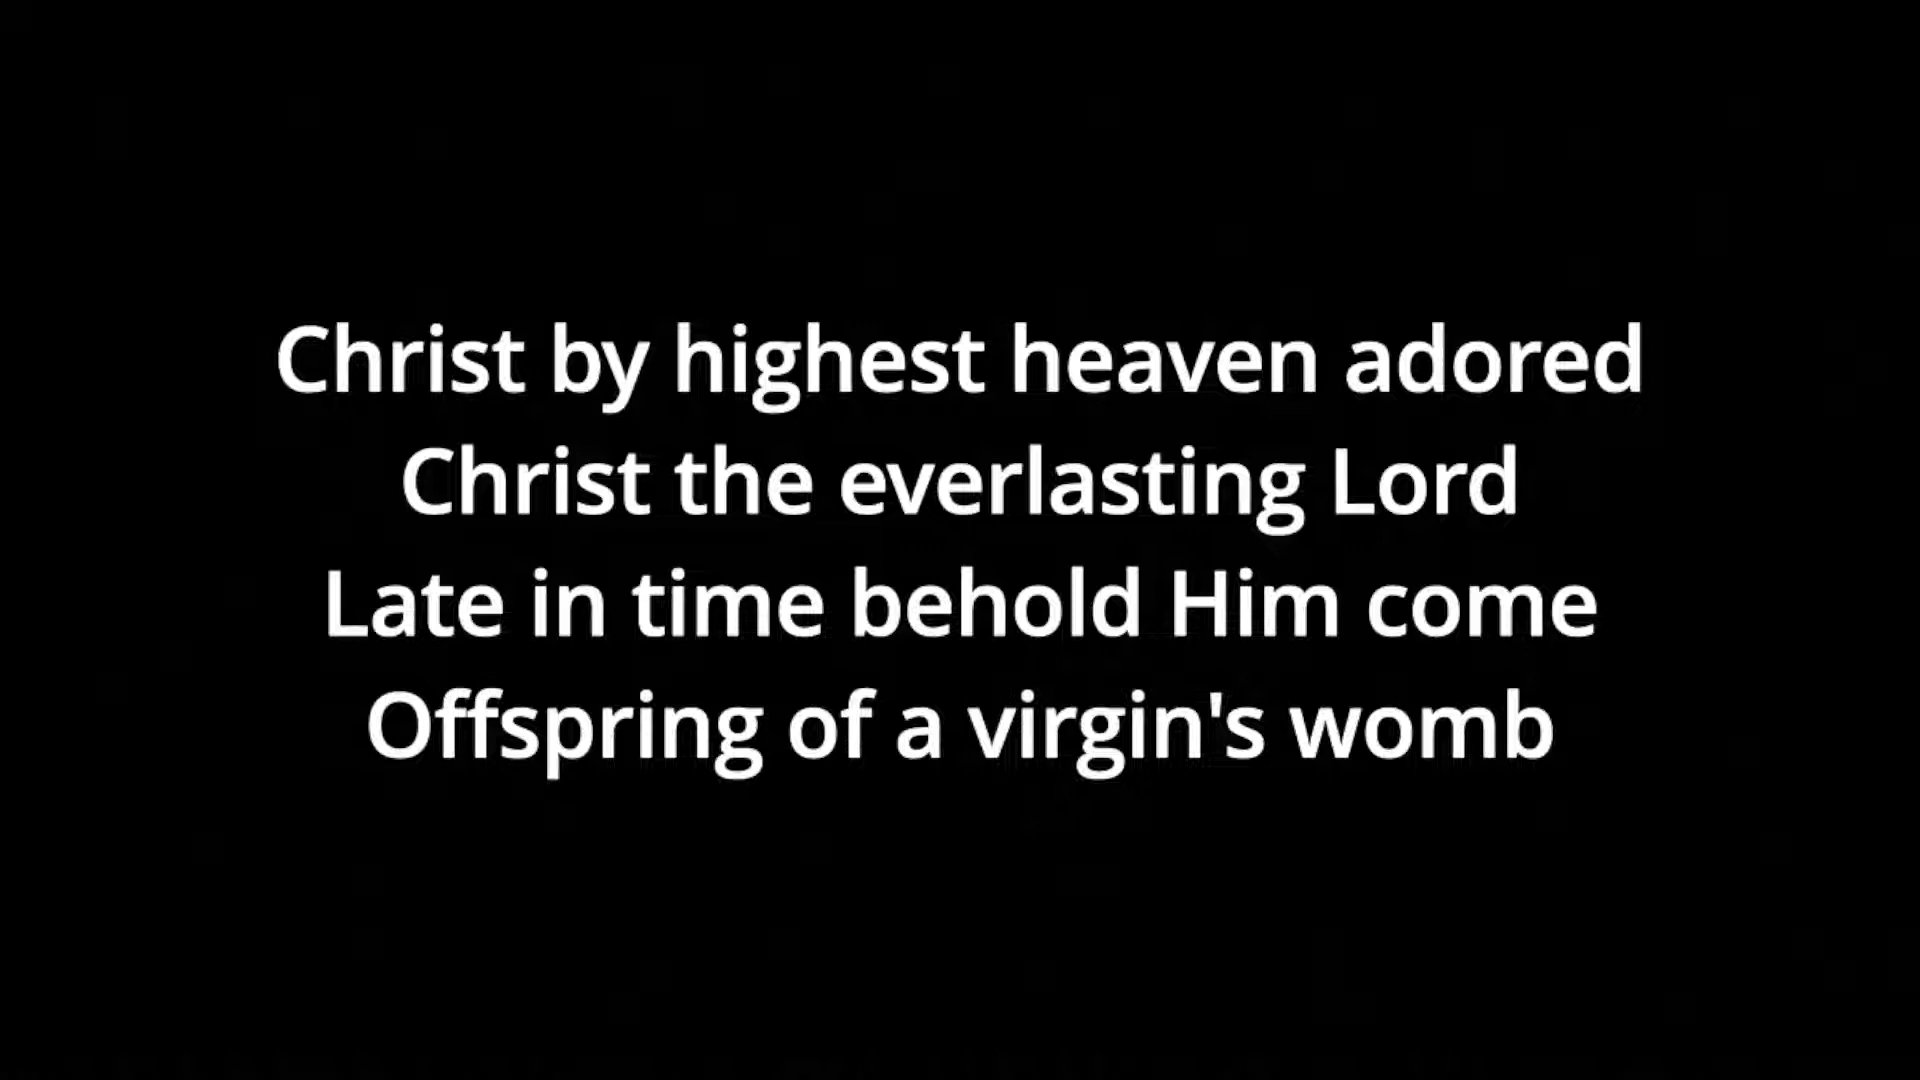 Christ by highest heaven adored
Christ the everlasting Lord
Late in time behold Him come
Offspring of a virgin's womb